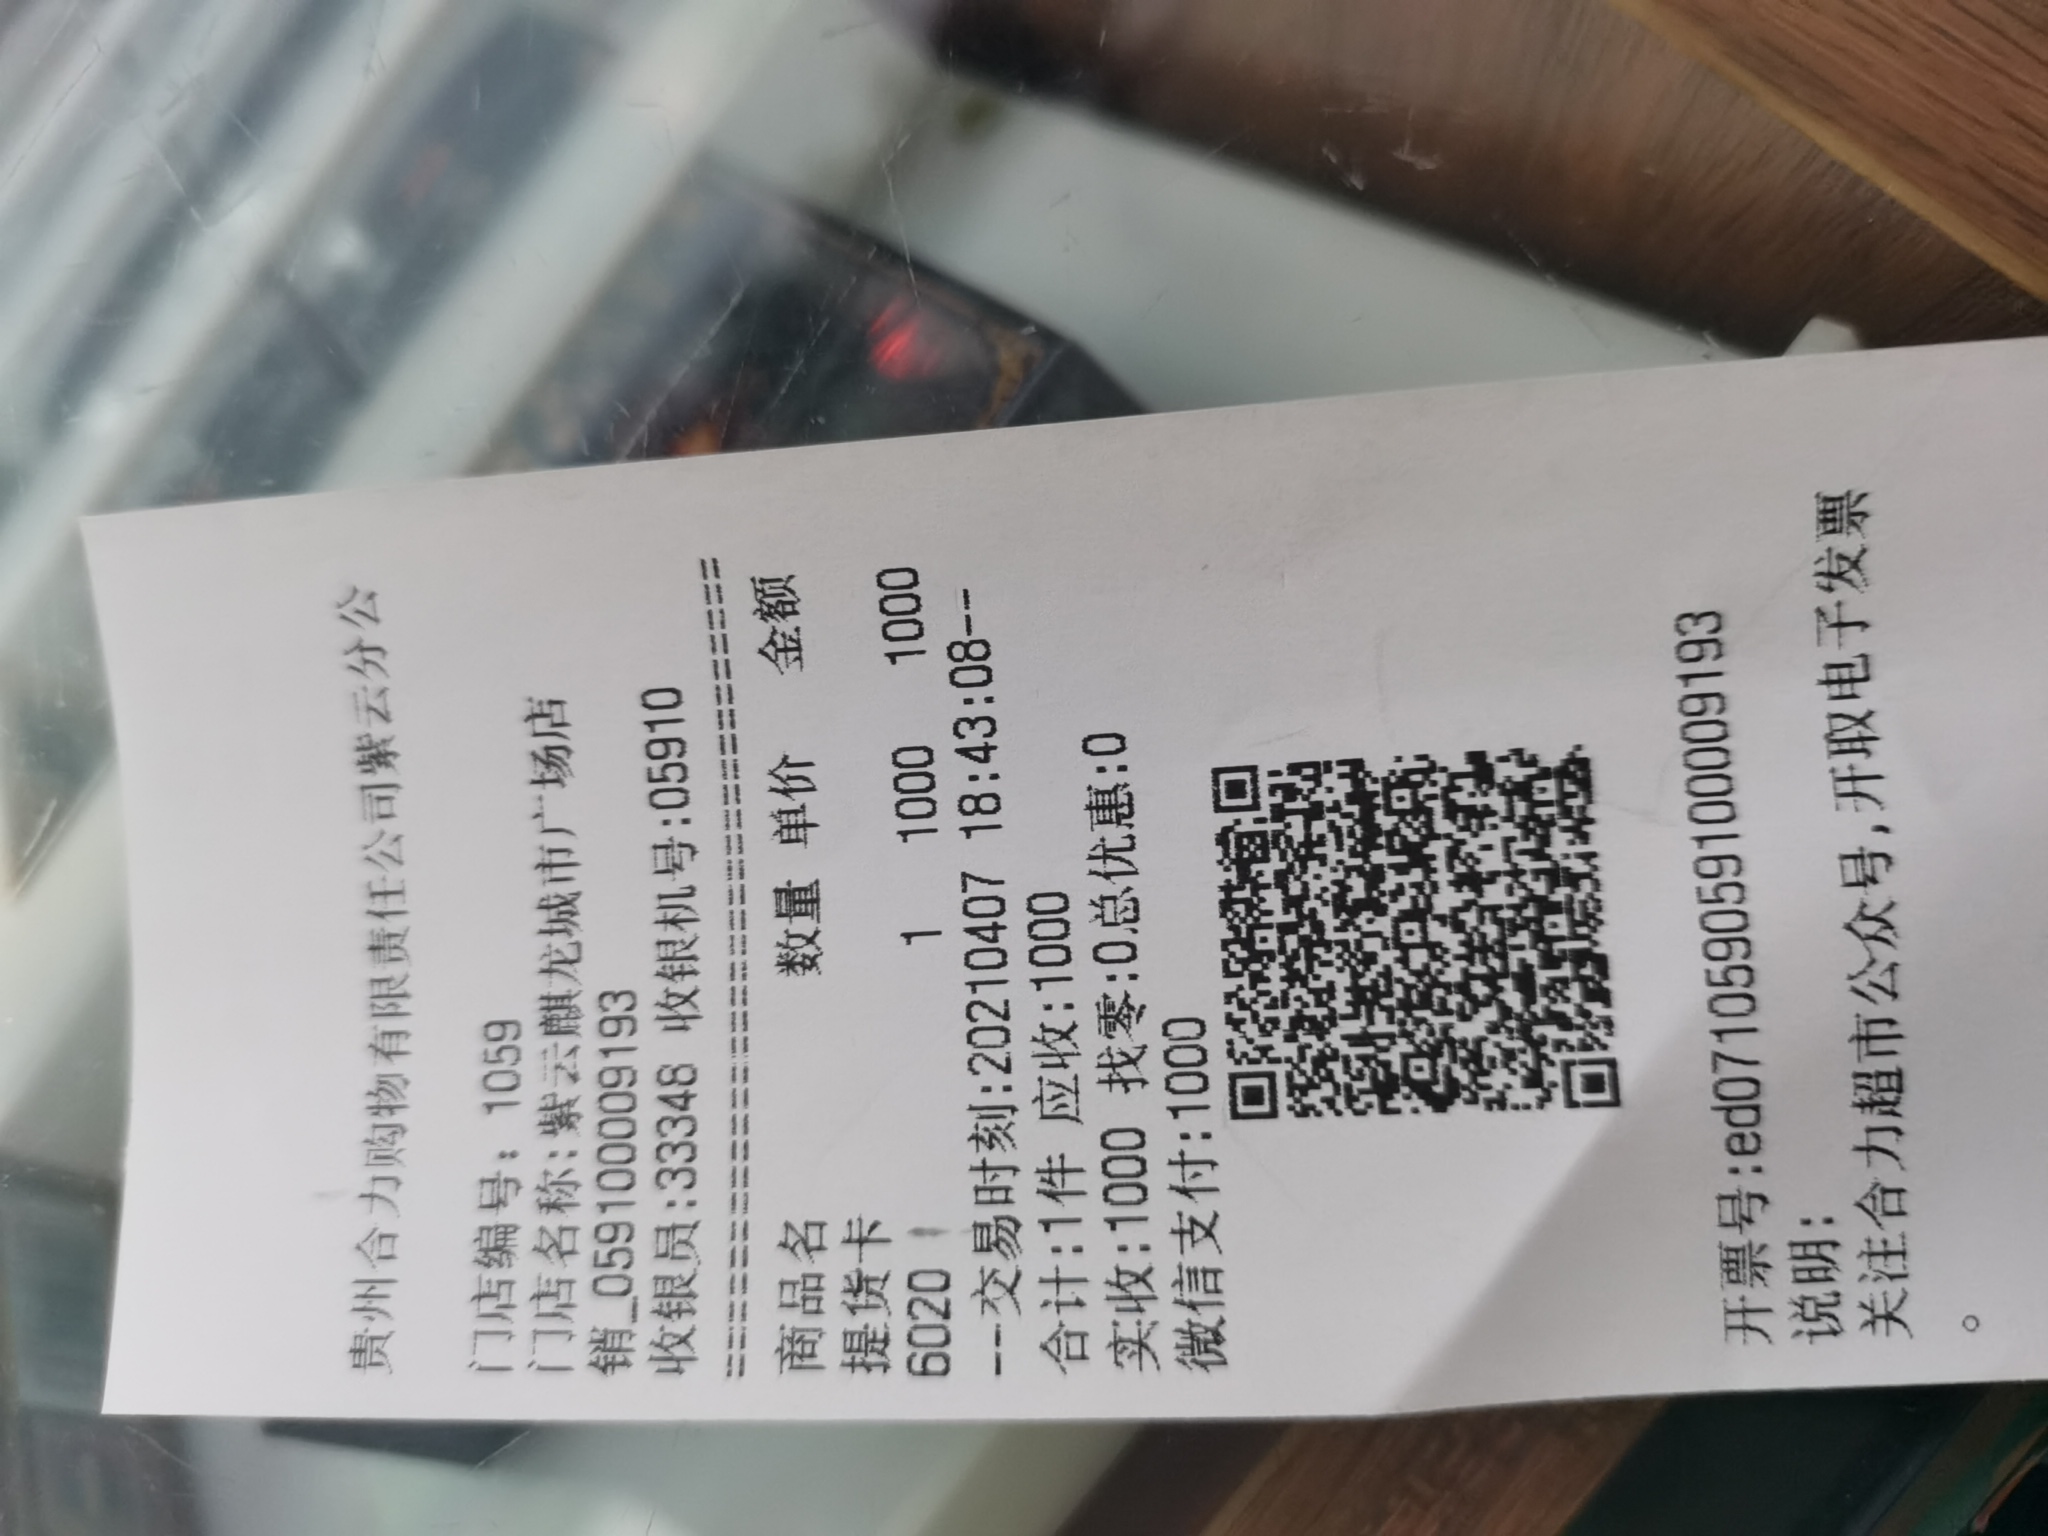 贵州合力购物有限责任公司紫云分公
门店编号: 1059
门店名称:紫云麒龙城市广场店
销_0591000009193
收银员:33348 收银机号:05910
========================================
商品名 数量 单价 金额
提货卡
6020 1 1000 1000
--交易时刻:20210407 18:43:08--
合计:1件 应收:1000
实收:1000 找零:0总优惠:0
微信支付:1000
开票号:ed0710590591000009193
说明:
关注合力超市公众号,开取电子发票
。